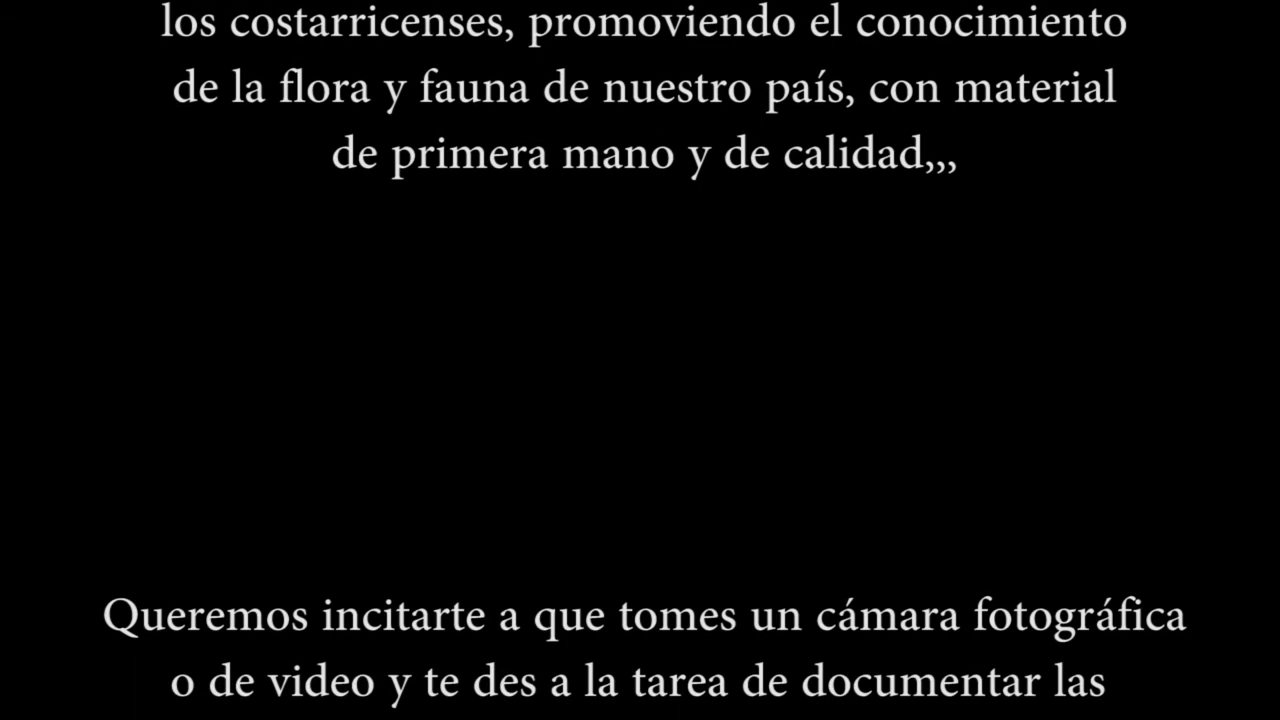 los costarricenses, promoviendo el conocimiento
de la flora y fauna de nuestro país, con material
de primera mano y de calidad,,,
Queremos incitarte a que tomes un cámara fotográfica
o de video y te des a la tarea de documentar las